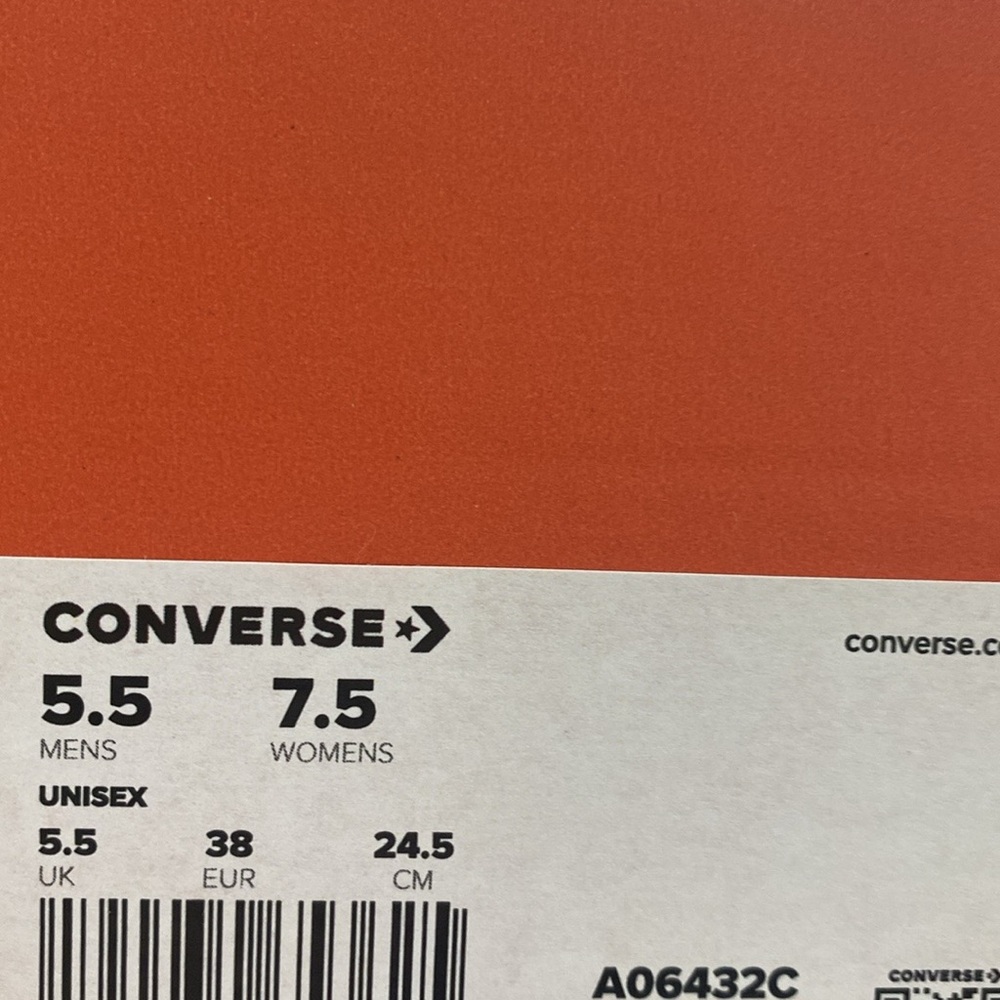 CONVERSE
converse.c
5.5 7.5
MENS WOMENS
UNISEX
5.5 38 24.5
UK EUR CM
A06432C
CONVERSE